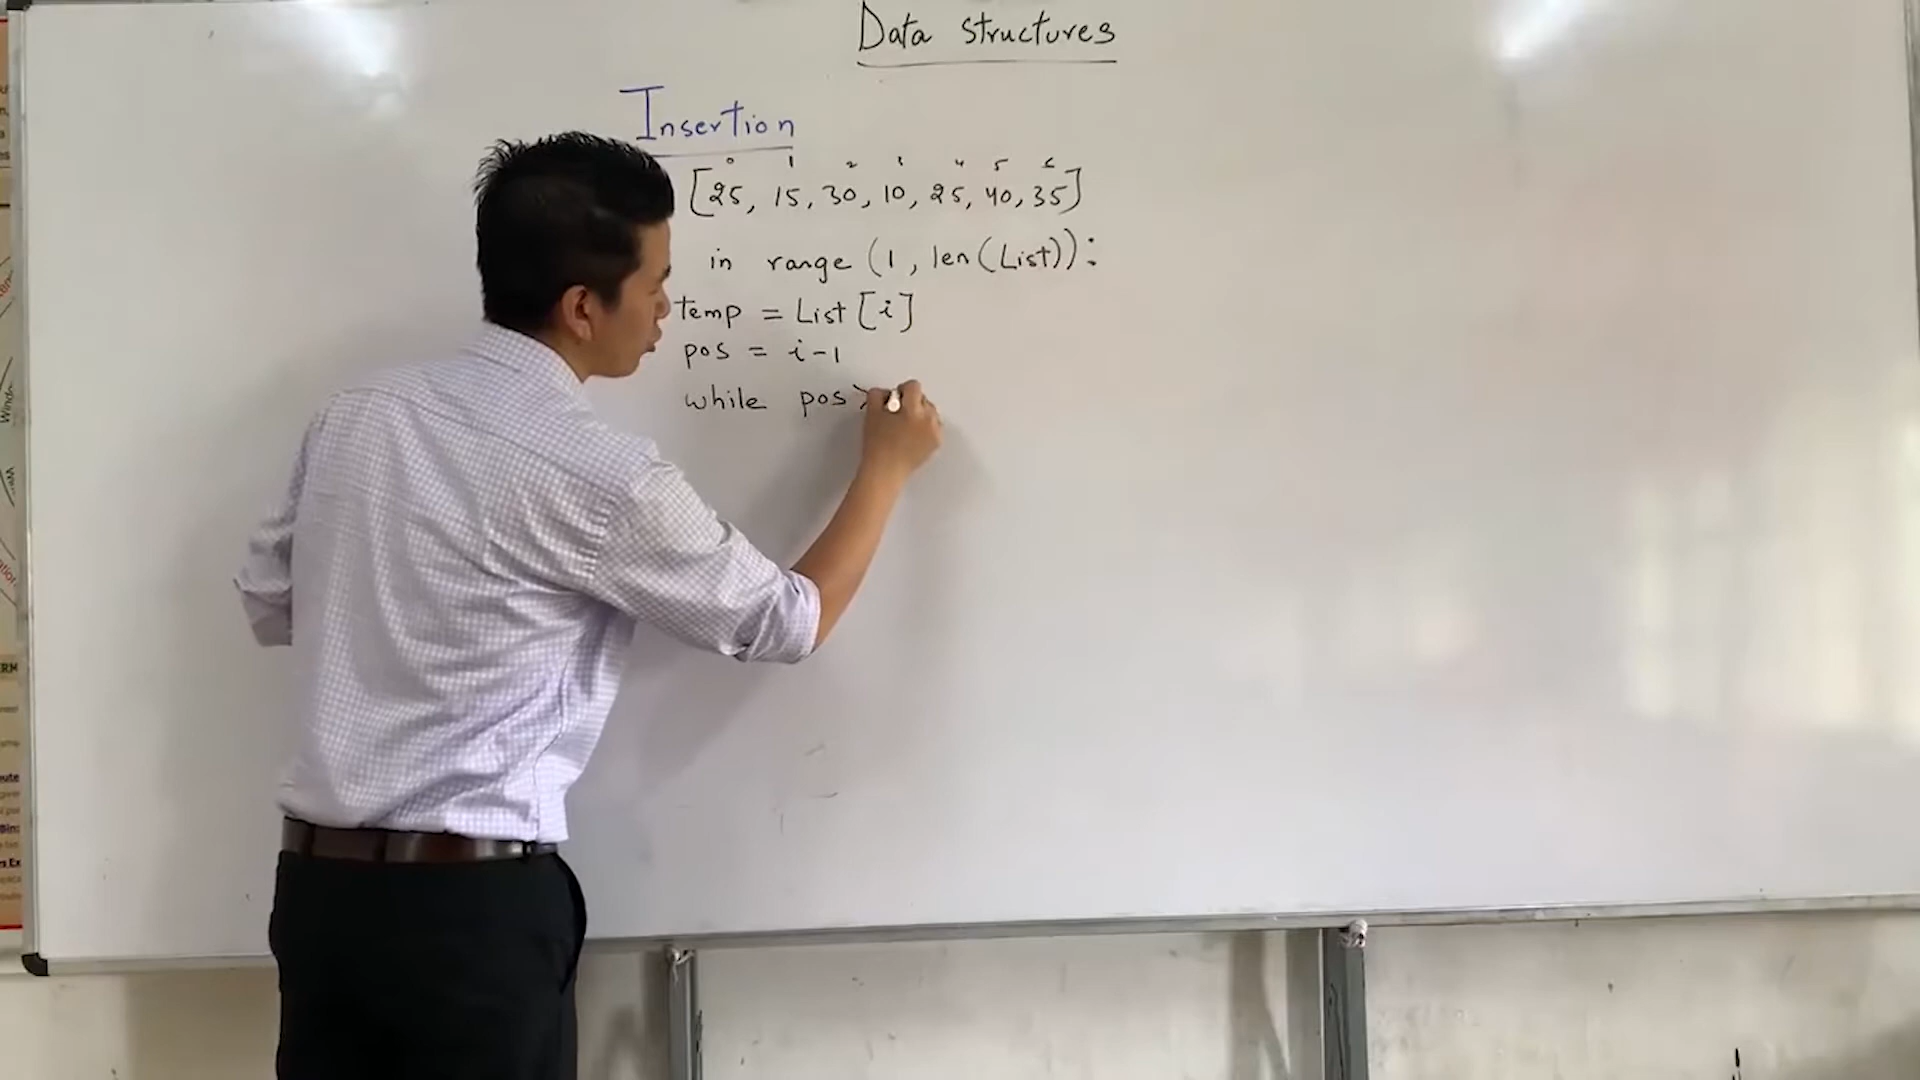 Data structures
Insertion
0 1 2 3 4 5 6
[25, 15, 30, 10, 25, 40, 35]
in range (1, len(List)):
temp = List [i]
pos = i-1
while pos >